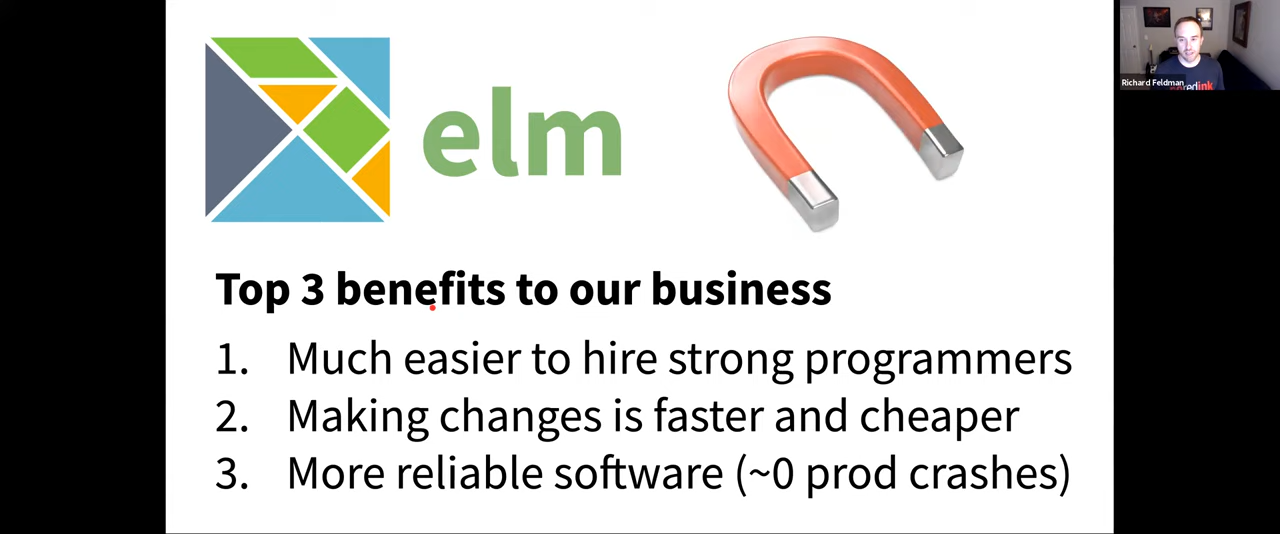 elm
Richard Feldman
redink
Top 3 benefits to our business
1. Much easier to hire strong programmers
2. Making changes is faster and cheaper
3. More reliable software (~0 prod crashes)